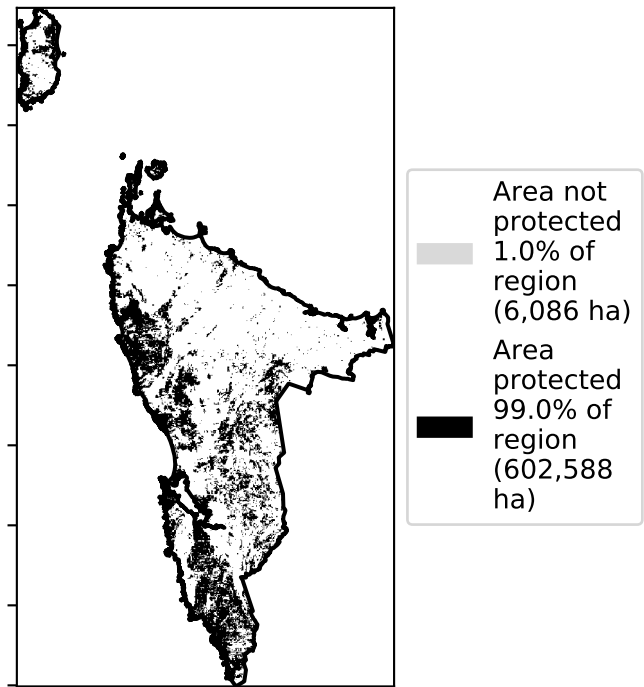 Area not
protected
1.0% of
region
(6,086 ha)
Area
protected
99.0% of
region
(602,588
ha)